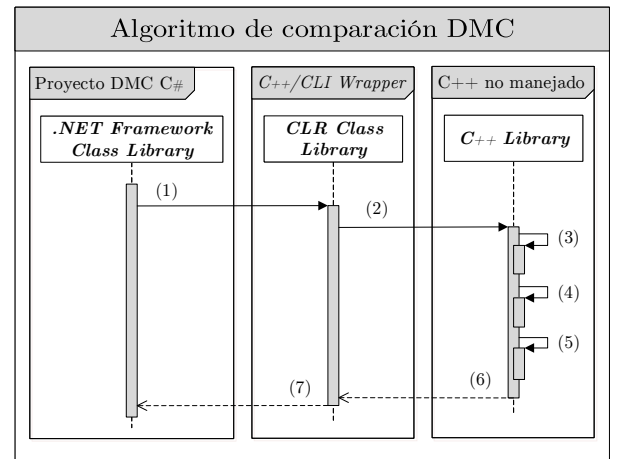 Algoritmo de comparación DMC
Proyecto DMC C#
C++/CLI Wrapper
C++ no manejado
.NET Framework
Class Library
CLR Class
Library
C++ Library
(1)
(2)
(3)
(4)
(5)
(6)
(7)